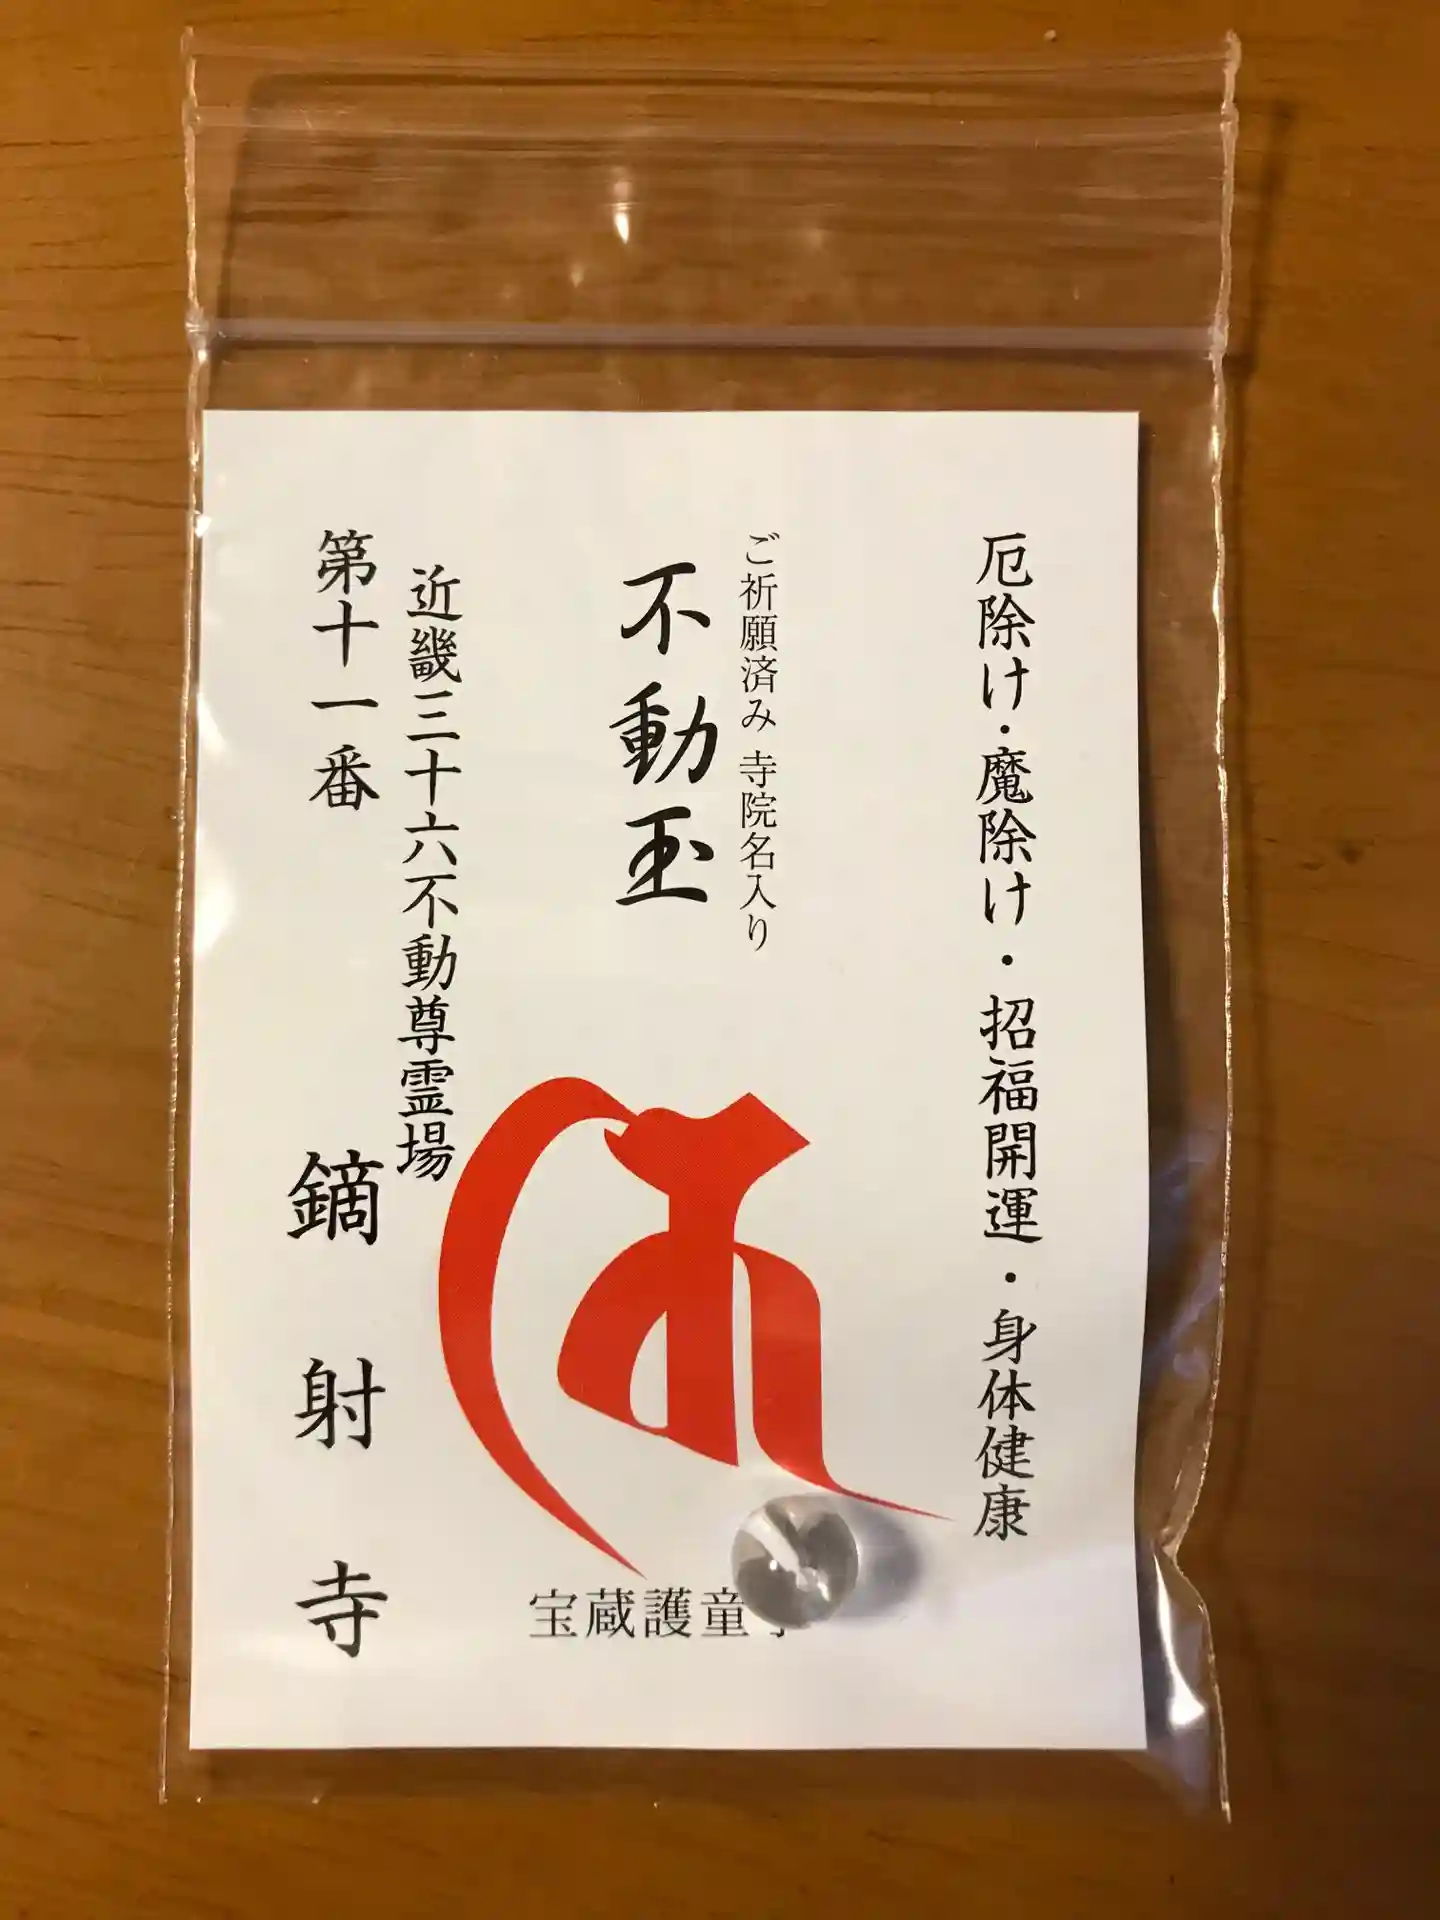 厄除け・魔除け・招福開運・身体健康
ご祈願済み 寺院名入り
不動玉
近畿三十六不動尊霊場
第十一番
鏑射寺
宝蔵護童